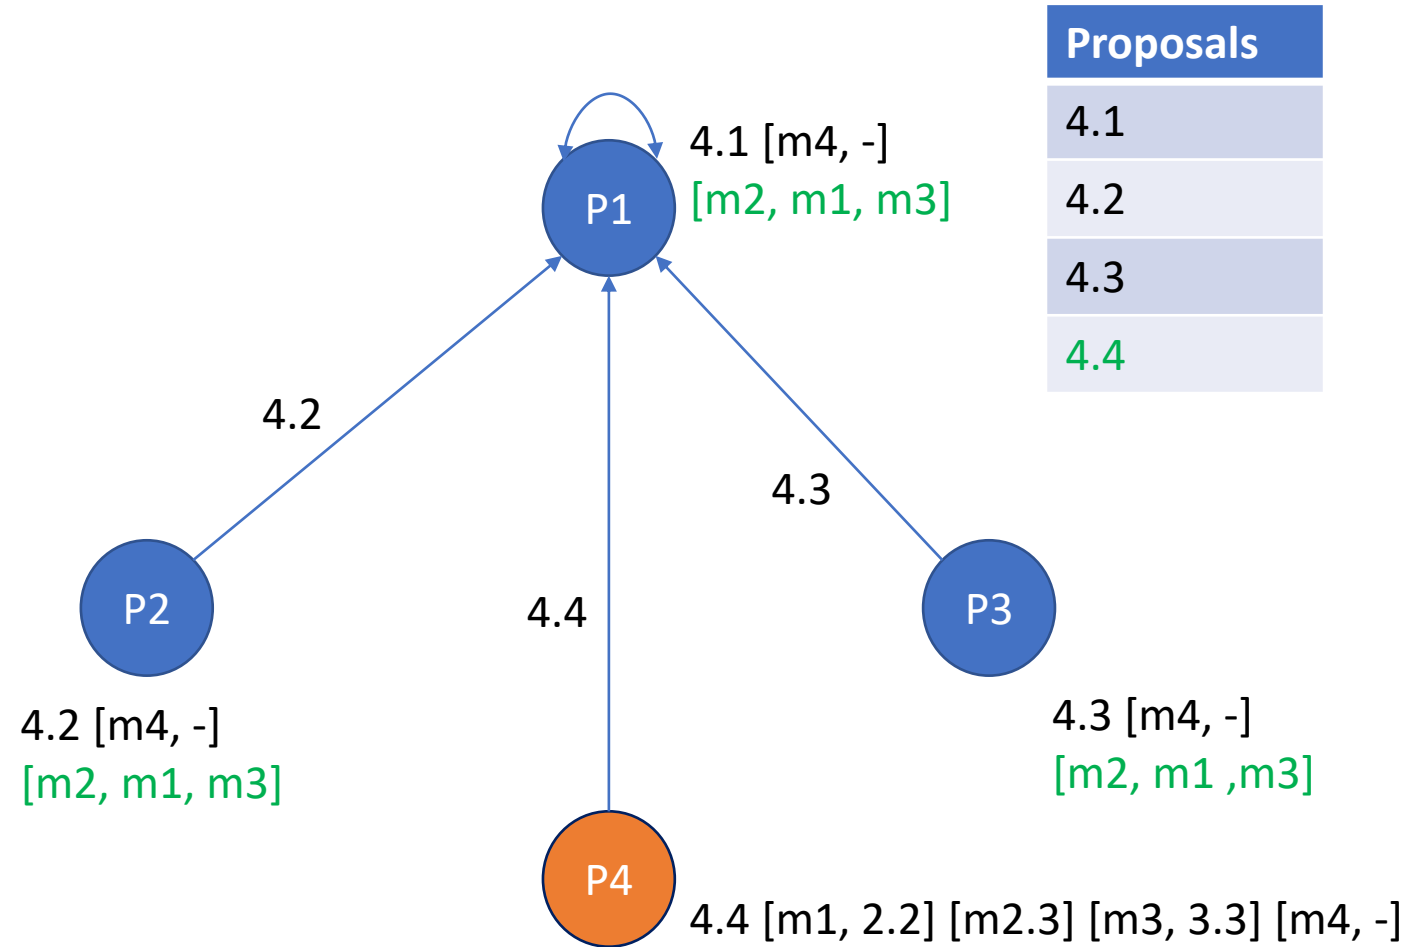 Proposals
4.1
4.2
4.3
4.4
P1
4.1 [m4, -]
[m2, m1, m3]
4.2
4.3
4.4
P2
4.2 [m4, -]
[m2, m1, m3]
P3
4.3 [m4, -]
[m2, m1 ,m3]
P4
4.4 [m1, 2.2] [m2.3] [m3, 3.3] [m4, -]